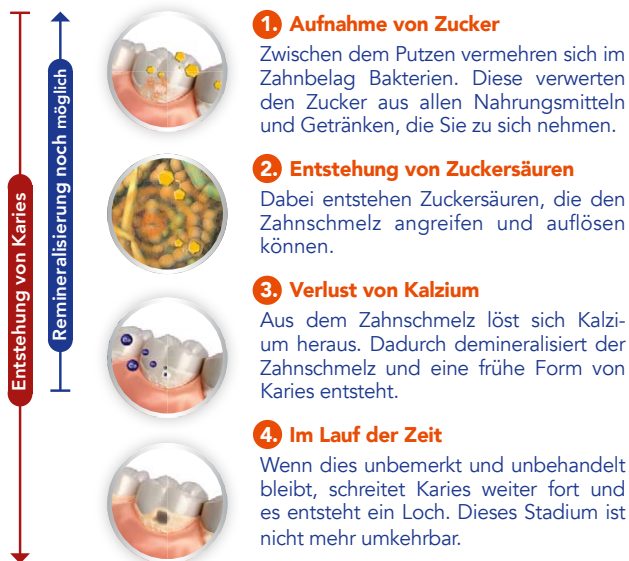 Entstehung von Karies
Remineralisierung noch möglich
1. Aufnahme von Zucker
Zwischen dem Putzen vermehren sich im
Zahnbelag Bakterien. Diese verwerten
den Zucker aus allen Nahrungsmitteln
und Getränken, die Sie zu sich nehmen.
2. Entstehung von Zuckersäuren
Dabei entstehen Zuckersäuren, die den
Zahnschmelz angreifen und auflösen
können.
3. Verlust von Kalzium
Aus dem Zahnschmelz löst sich Kalzi-
um heraus. Dadurch demineralisiert der
Zahnschmelz und eine frühe Form von
Karies entsteht.
4. Im Lauf der Zeit
Wenn dies unbemerkt und unbehandelt
bleibt, schreitet Karies weiter fort und
es entsteht ein Loch. Dieses Stadium ist
nicht mehr umkehrbar.